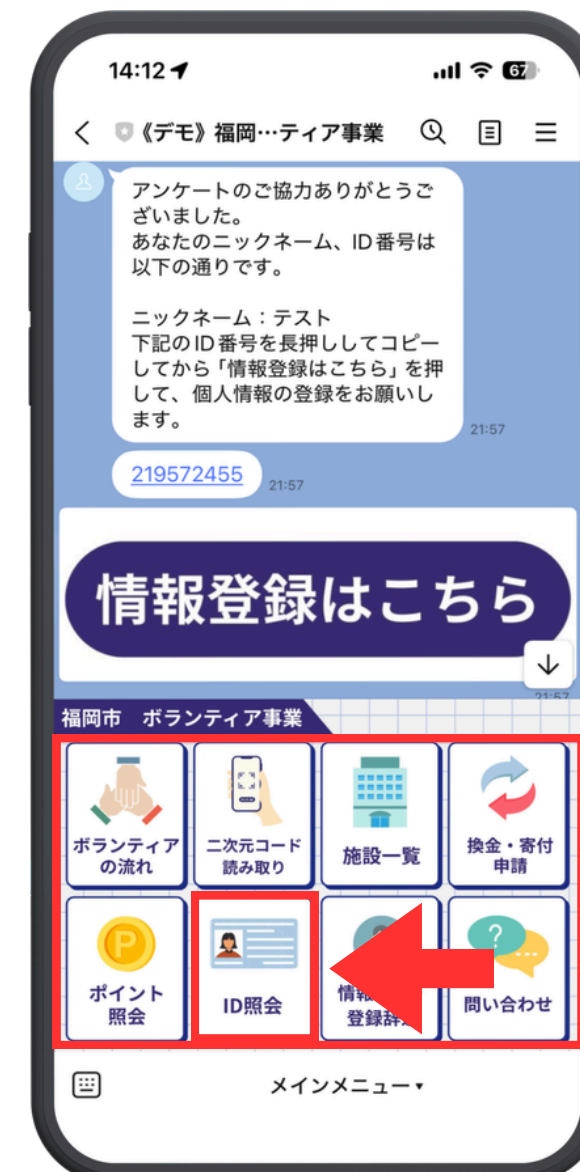 14:12
67
《デモ》福岡…ティア事業
アンケートのご協力ありがとうご
ざいました。
あなたのニックネーム、ID番号は
以下の通りです。
ニックネーム：テスト
下記のID番号を長押ししてコピー
してから「情報登録はこちら」を押
して、個人情報の登録をお願いし
ます。
21:57
219572455
21:57
情報登録はこちら
21:57
福岡市 ボランティア事業
ボランティア
の流れ
二次元コード
読み取り
施設一覧
換金・寄付
申請
P
ポイント
照会
ID照会
情報
登録辞
?
問い合わせ
メインメニュー▾